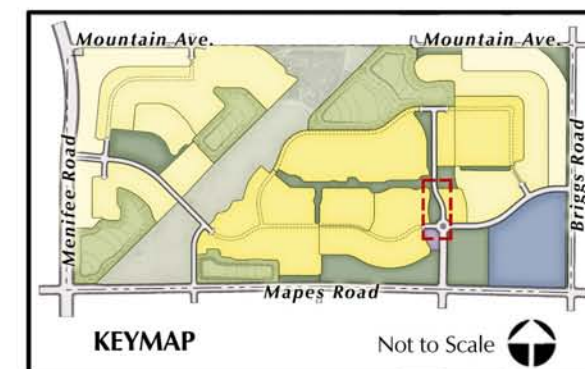 Mountain Ave. Mountain Ave.
Menifee Road
Briggs Road
Mapes Road
KEYMAP
Not to Scale